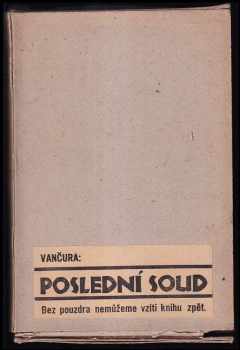 VANČURA:
POSLEDNÍ SOUD
Bez pouzdra nemůžeme vzíti knihu zpět.